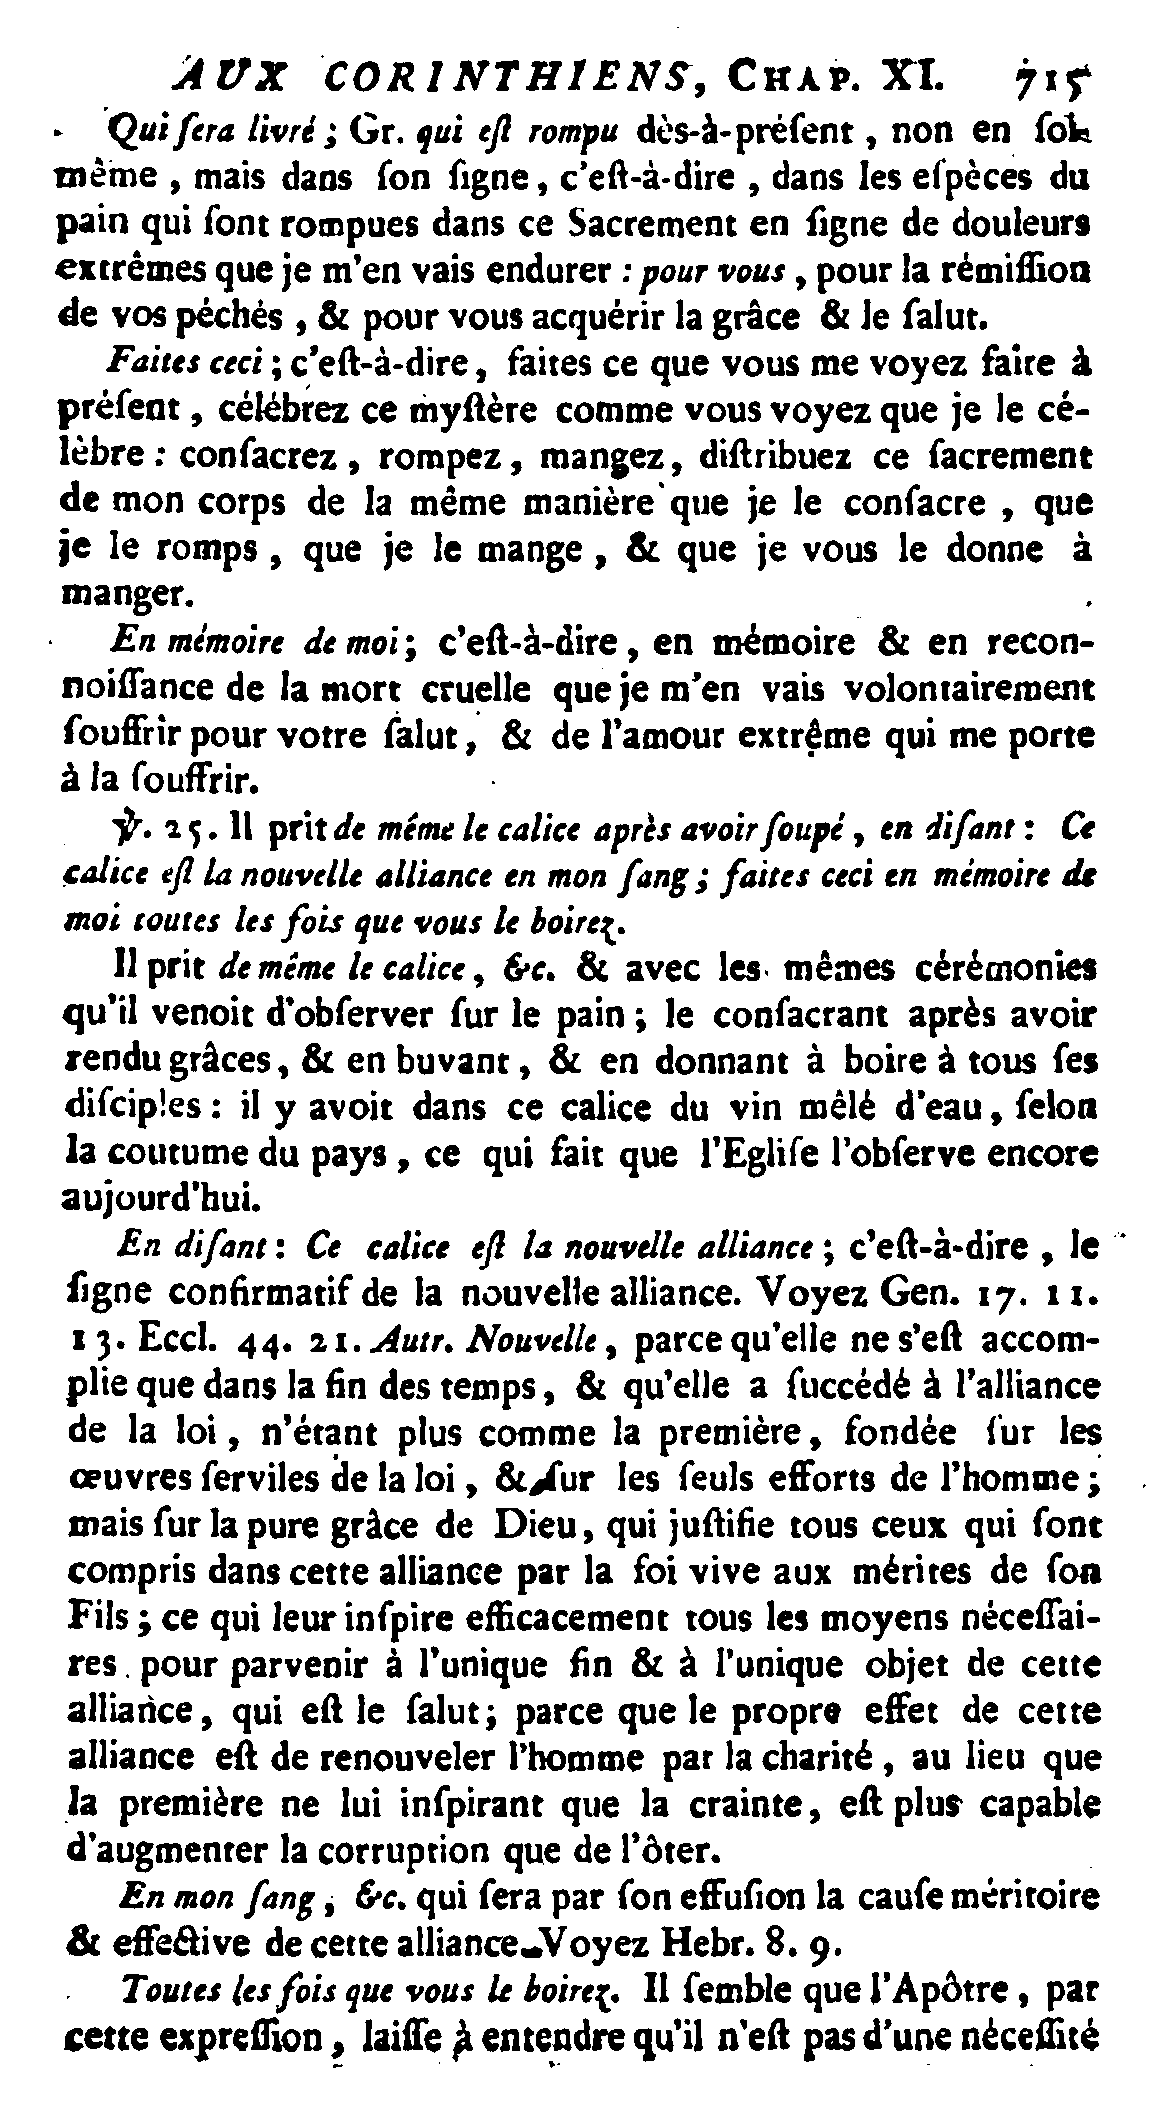 AUX CORINTHIENS, CHAP. XI. 715
Qui ſera livré ; Gr. qui eſt rompu dès-à-préſent , non en ſoi-
même , mais dans ſon ſigne , c'eſt-à-dire , dans les eſpèces du
pain qui ſont rompues dans ce Sacrement en ſigne de douleurs
extrêmes que je m'en vais endurer : pour vous , pour la rémiſſion
de vos péchés , & pour vous acquérir la grâce & le ſalut.
Faites ceci ; c'eſt-à-dire , faites ce que vous me voyez faire à
préſent , célébrez ce myſtère comme vous voyez que je le cé-
lèbre : conſacrez , rompez , mangez , diſtribuez ce ſacrement
de mon corps de la même manière que je le conſacre , que
je le romps , que je le mange , & que je vous le donne à
manger.
En mémoire de moi ; c'eſt-à-dire , en mémoire & en recon-
noiſſance de la mort cruelle que je m'en vais volontairement
ſouffrir pour votre ſalut , & de l'amour extrême qui me porte
à la ſouffrir.
℣. 25. Il prit de même le calice après avoir ſoupé , en diſant : Ce
calice eſt la nouvelle alliance en mon ſang ; faites ceci en mémoire de
moi toutes les fois que vous le boirez.
Il prit de même le calice , &c. & avec les mêmes cérémonies
qu'il venoit d'obſerver ſur le pain ; le conſacrant après avoir
rendu grâces , & en buvant , & en donnant à boire à tous ſes
diſciples : il y avoit dans ce calice du vin mêlé d'eau , ſelon
la coutume du pays , ce qui fait que l'Egliſe l'obſerve encore
aujourd'hui.
En diſant : Ce calice eſt la nouvelle alliance ; c'eſt-à-dire , le
ſigne confirmatif de la nouvelle alliance. Voyez Gen. 17. 11.
13. Eccl. 44. 21. Autr. Nouvelle , parce qu'elle ne s'eſt accom-
plie que dans la fin des temps , & qu'elle a ſuccédé à l'alliance
de la loi , n'étant plus comme la première , fondée ſur les
œuvres ſerviles de la loi , & ſur les ſeuls efforts de l'homme ;
mais ſur la pure grâce de Dieu , qui juſtifie tous ceux qui ſont
compris dans cette alliance par la foi vive aux mérites de ſon
Fils ; ce qui leur inſpire efficacement tous les moyens néceſſai-
res pour parvenir à l'unique fin & à l'unique objet de cette
alliance , qui eſt le ſalut ; parce que le propre effet de cette
alliance eſt de renouveler l'homme par la charité , au lieu que
la première ne lui inſpirant que la crainte , eſt plus capable
d'augmenter la corruption que de l'ôter.
En mon ſang , &c. qui ſera par ſon effuſion la cauſe méritoire
& effective de cette alliance. Voyez Hebr. 8. 9.
Toutes les fois que vous le boirez. Il ſemble que l'Apôtre , par
cette expreſſion , laiſſe à entendre qu'il n'eſt pas d'une néceſſité